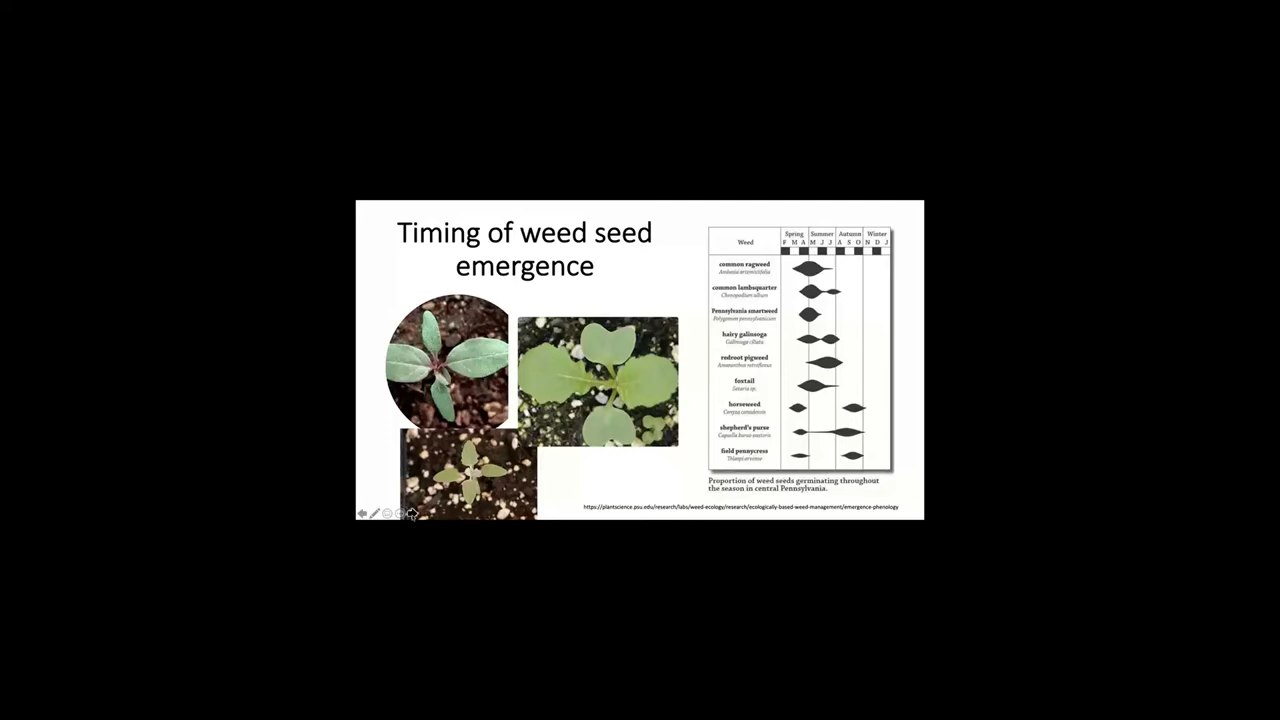 Timing of weed seed
emergence
Weed
Spring Summer Autumn Winter
F M A M J J A S O N D J
common ragweed
Ambrosia artemisiifolia
common lambsquarter
Chenopodium album
Pennsylvania smartweed
Polygonum pensylvanicum
hairy galinsoga
Galinsoga ciliata
redroot pigweed
Amaranthus retroflexus
foxtail
Setaria sp.
horseweed
Conyza canadensis
shepherd's purse
Capsella bursa-pastoris
field pennycress
Thlaspi arvense
Proportion of weed seeds germinating throughout
the season in central Pennsylvania.
https://plantscience.psu.edu/research/labs/weed-ecology/research/ecologically-based-weed-management/emergence-phenology